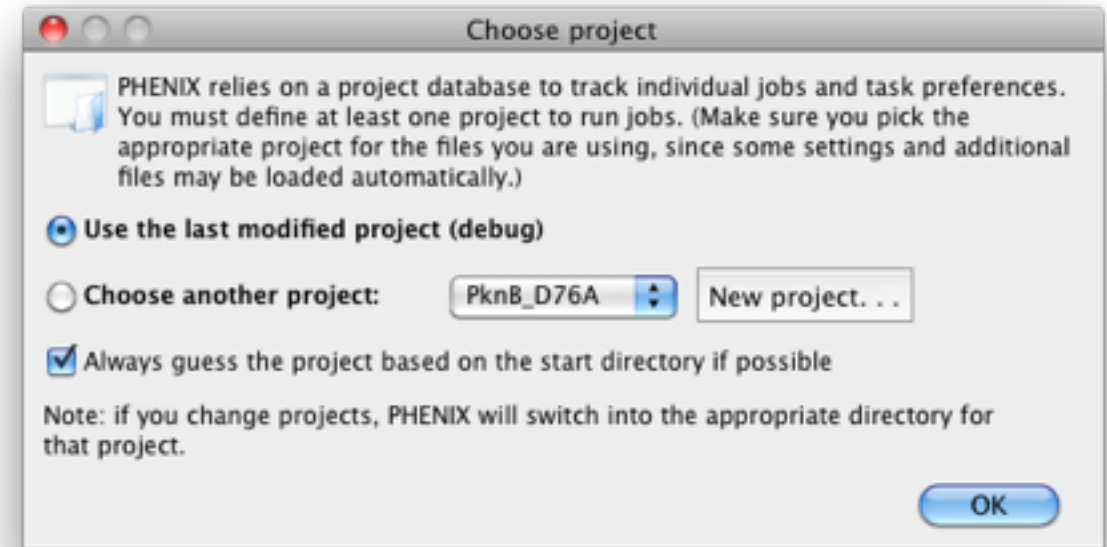 Choose project
PHENIX relies on a project database to track individual jobs and task preferences.
You must define at least one project to run jobs. (Make sure you pick the
appropriate project for the files you are using, since some settings and additional
files may be loaded automatically.)
Use the last modified project (debug)
Choose another project: PknB_D76A New project. . .
Always guess the project based on the start directory if possible
Note: if you change projects, PHENIX will switch into the appropriate directory for
that project.
OK